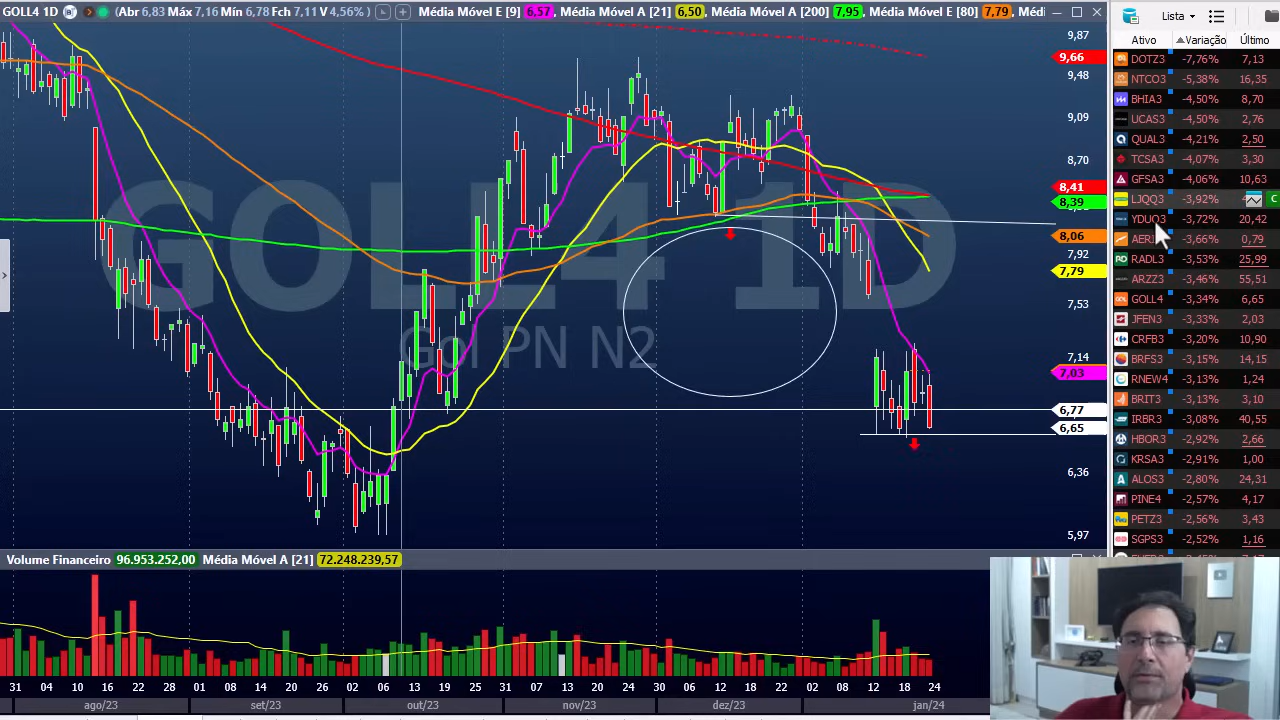 GOLL4 1D (Abr 6,83 Máx 7,16 Mín 6,78 Fch 7,11 V 4,56%) Média Móvel E [9] 6,57, Média Móvel A [21] 6,50, Média Móvel A [200] 7,95, Média Móvel E [80] 7,79, Médi
Lista
Ativo Variação Último
DOTZ3 -7,76% 7,13
NTCO3 -5,38% 16,35
BHIA3 -4,50% 8,70
UCAS3 -4,50% 2,76
QUAL3 -4,21% 2,50
TCSA3 -4,07% 3,30
GFSA3 -4,06% 10,63
LJQQ3 -3,92% C
YDUQ3 -3,72% 20,42
-3,66% 0,79
RADL3 -3,53% 25,99
ARZZ3 -3,46% 55,51
GOLL4 -3,34% 6,65
JFEN3 -3,33% 2,03
CRFB3 -3,20% 10,90
BRFS3 -3,15% 14,15
RNEW4 -3,13% 1,24
BRIT3 -3,13% 3,10
IRBR3 -3,08% 40,55
HBOR3 -2,92% 2,66
KRSA3 -2,91% 1,00
ALOS3 -2,80% 24,31
PINE4 -2,57% 4,17
PETZ3 -2,56% 3,43
SGPS3 -2,52% 1,16
9,87
9,66
9,48
9,09
8,70
8,41
8,39
8,06
7,92
7,79
7,53
7,14
7,03
6,77
6,65
6,36
5,97
GOLL4 1D
Gol PN N2
Volume Financeiro 96.953.252,00 Média Móvel A [21] 72.248.239,57
31 04 10 16 22 28 01 08 14 20 26 02 06 13 19 25 31 07 13 18 24 30 06 12 18 22 02 08 12 18 24
ago/23 set/23 out/23 nov/23 dez/23 jan/24